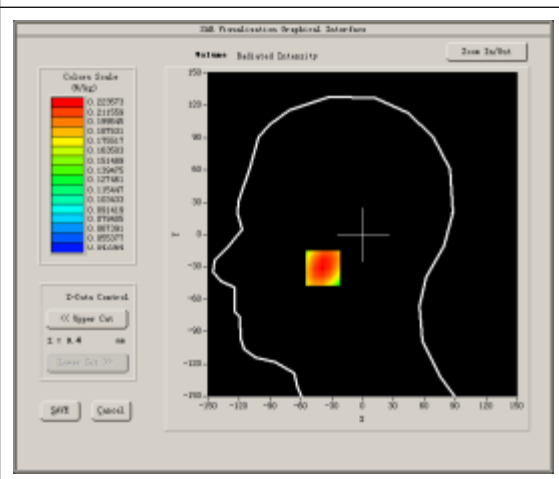 SAR Visualisation Graphical Interface
Volume Radiated Intensity
Zoom In/Out
Colors Scale
(W/kg)
0.223573
0.211559
0.199545
0.187531
0.175517
0.163503
0.151489
0.139475
0.127461
0.115447
0.103433
0.091419
0.079405
0.067391
0.055377
Z-Cuts Control
<< Upper Cut
Lower Cut >>
SAVE
Cancel
150
120
90
60
30
0
-30
-60
-90
-120
-150
Y
-150 -120 -90 -60 -30 0 30 60 90 120 150
X